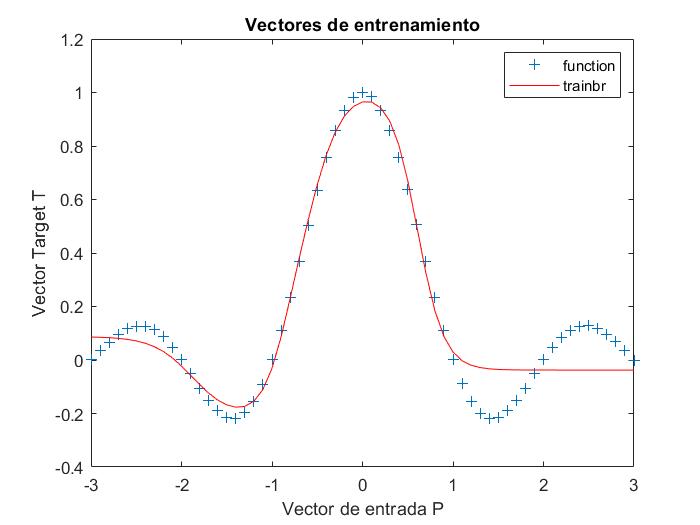 Vectores de entrenamiento
function
trainbr
Vector Target T
1.2
1
0.8
0.6
0.4
0.2
0
-0.2
-0.4
-3 -2 -1 0 1 2 3
Vector de entrada P